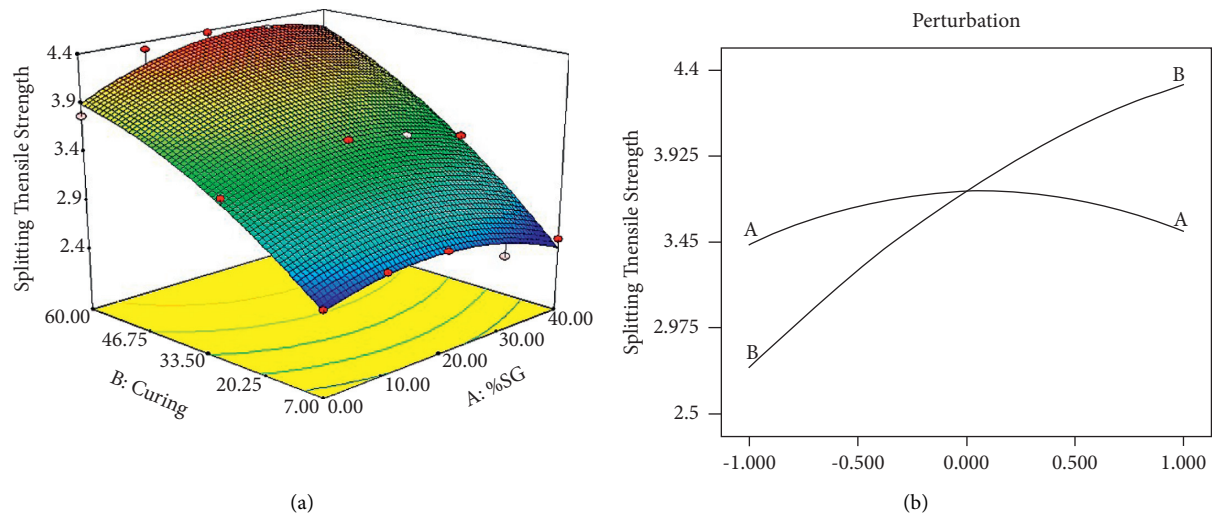 4.4
3.9
3.4
2.9
2.4
Splitting Tnensile Strength
60.00
46.75
33.50
20.25
7.00
B: Curing
0.00
10.00
20.00
30.00
40.00
A: %SG
(a)
Perturbation
4.4
3.925
3.45
2.975
2.5
Splitting Tnensile Strength
A
B
B
A
-1.000
-0.500
0.000
0.500
1.000
(b)